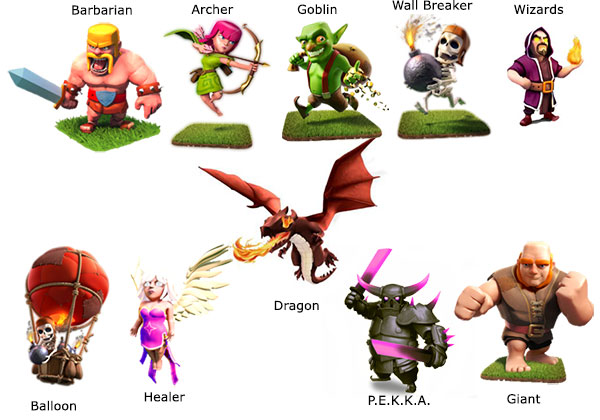 Barbarian
Archer
Goblin
Wall Breaker
Wizards
Dragon
Balloon
Healer
P.E.K.K.A.
Giant